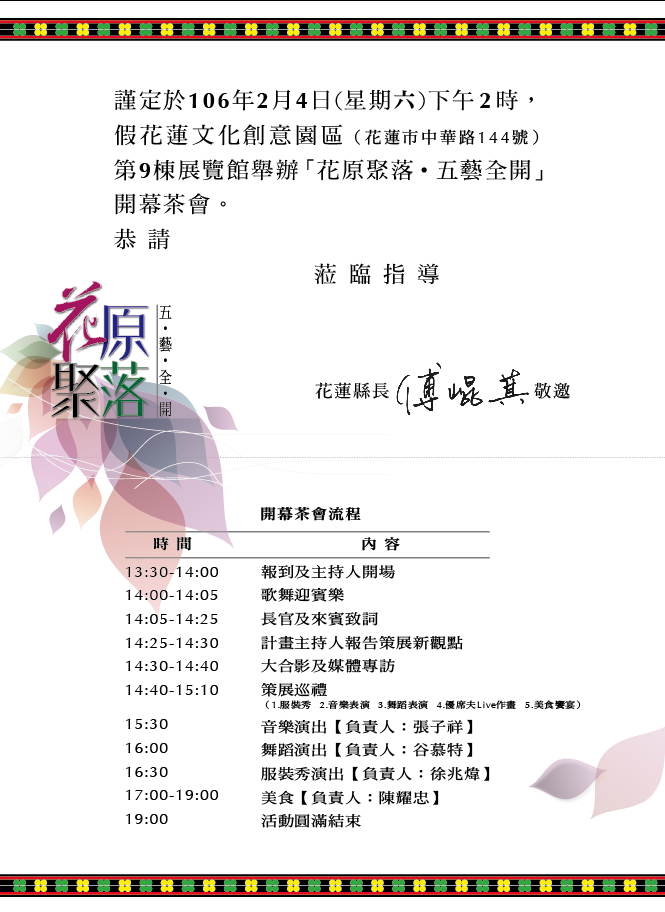 謹定於106年2月4日(星期六)下午2時，
假花蓮文化創意園區（花蓮市中華路144號）
第9棟展覽館舉辦「花原聚落•五藝全開」
開幕茶會。
恭請
蒞臨指導
花原
聚落
五•藝•全•開
花蓮縣長 傅崐萁 敬邀
開幕茶會流程
時間 內容
13:30-14:00 報到及主持人開場
14:00-14:05 歌舞迎賓樂
14:05-14:25 長官及來賓致詞
14:25-14:30 計畫主持人報告策展新觀點
14:30-14:40 大合影及媒體專訪
14:40-15:10 策展巡禮
（1.服裝秀 2.音樂表演 3.舞蹈表演 4.優席夫Live作畫 5.美食饗宴）
15:30 音樂演出【負責人：張子祥】
16:00 舞蹈演出【負責人：谷慕特】
16:30 服裝秀演出【負責人：徐兆煒】
17:00-19:00 美食【負責人：陳耀忠】
19:00 活動圓滿結束